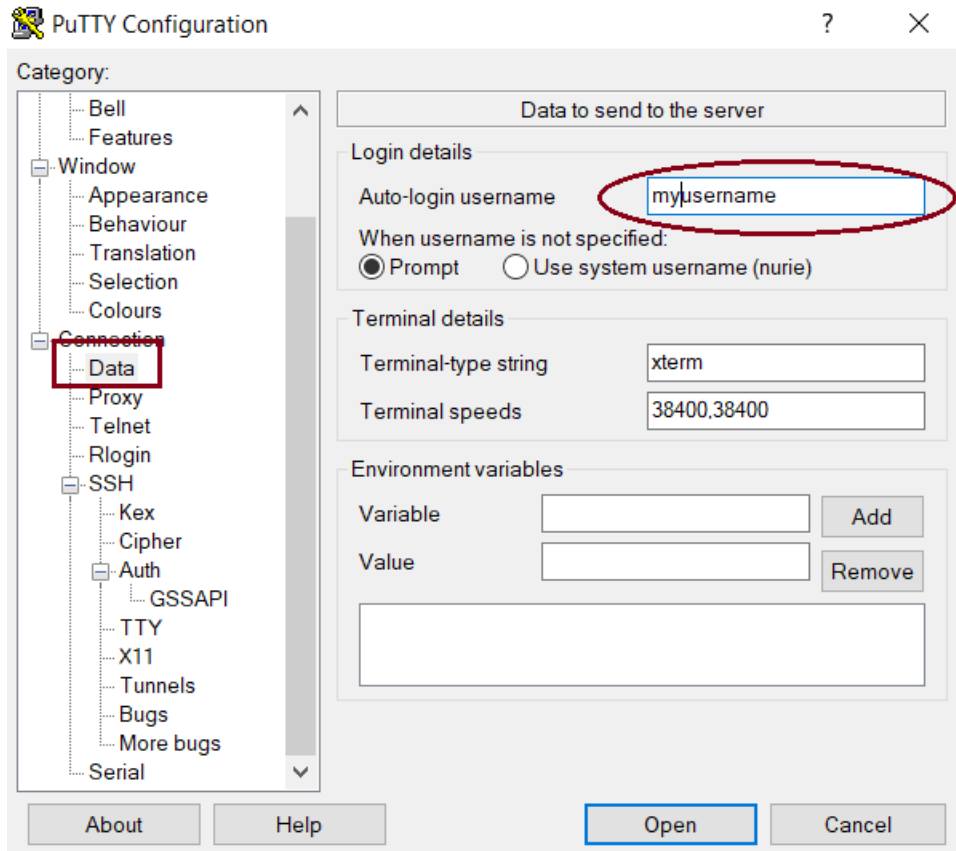 PuTTY Configuration
?
Category:
Bell
Features
Window
Appearance
Behaviour
Translation
Selection
Colours
Connection
Data
Proxy
Telnet
Rlogin
SSH
Kex
Cipher
Auth
GSSAPI
TTY
X11
Tunnels
Bugs
More bugs
Serial
Data to send to the server
Login details
Auto-login username myusername
When username is not specified:
Prompt Use system username (nurie)
Terminal details
Terminal-type string xterm
Terminal speeds 38400,38400
Environment variables
Variable Add
Value Remove
About Help Open Cancel